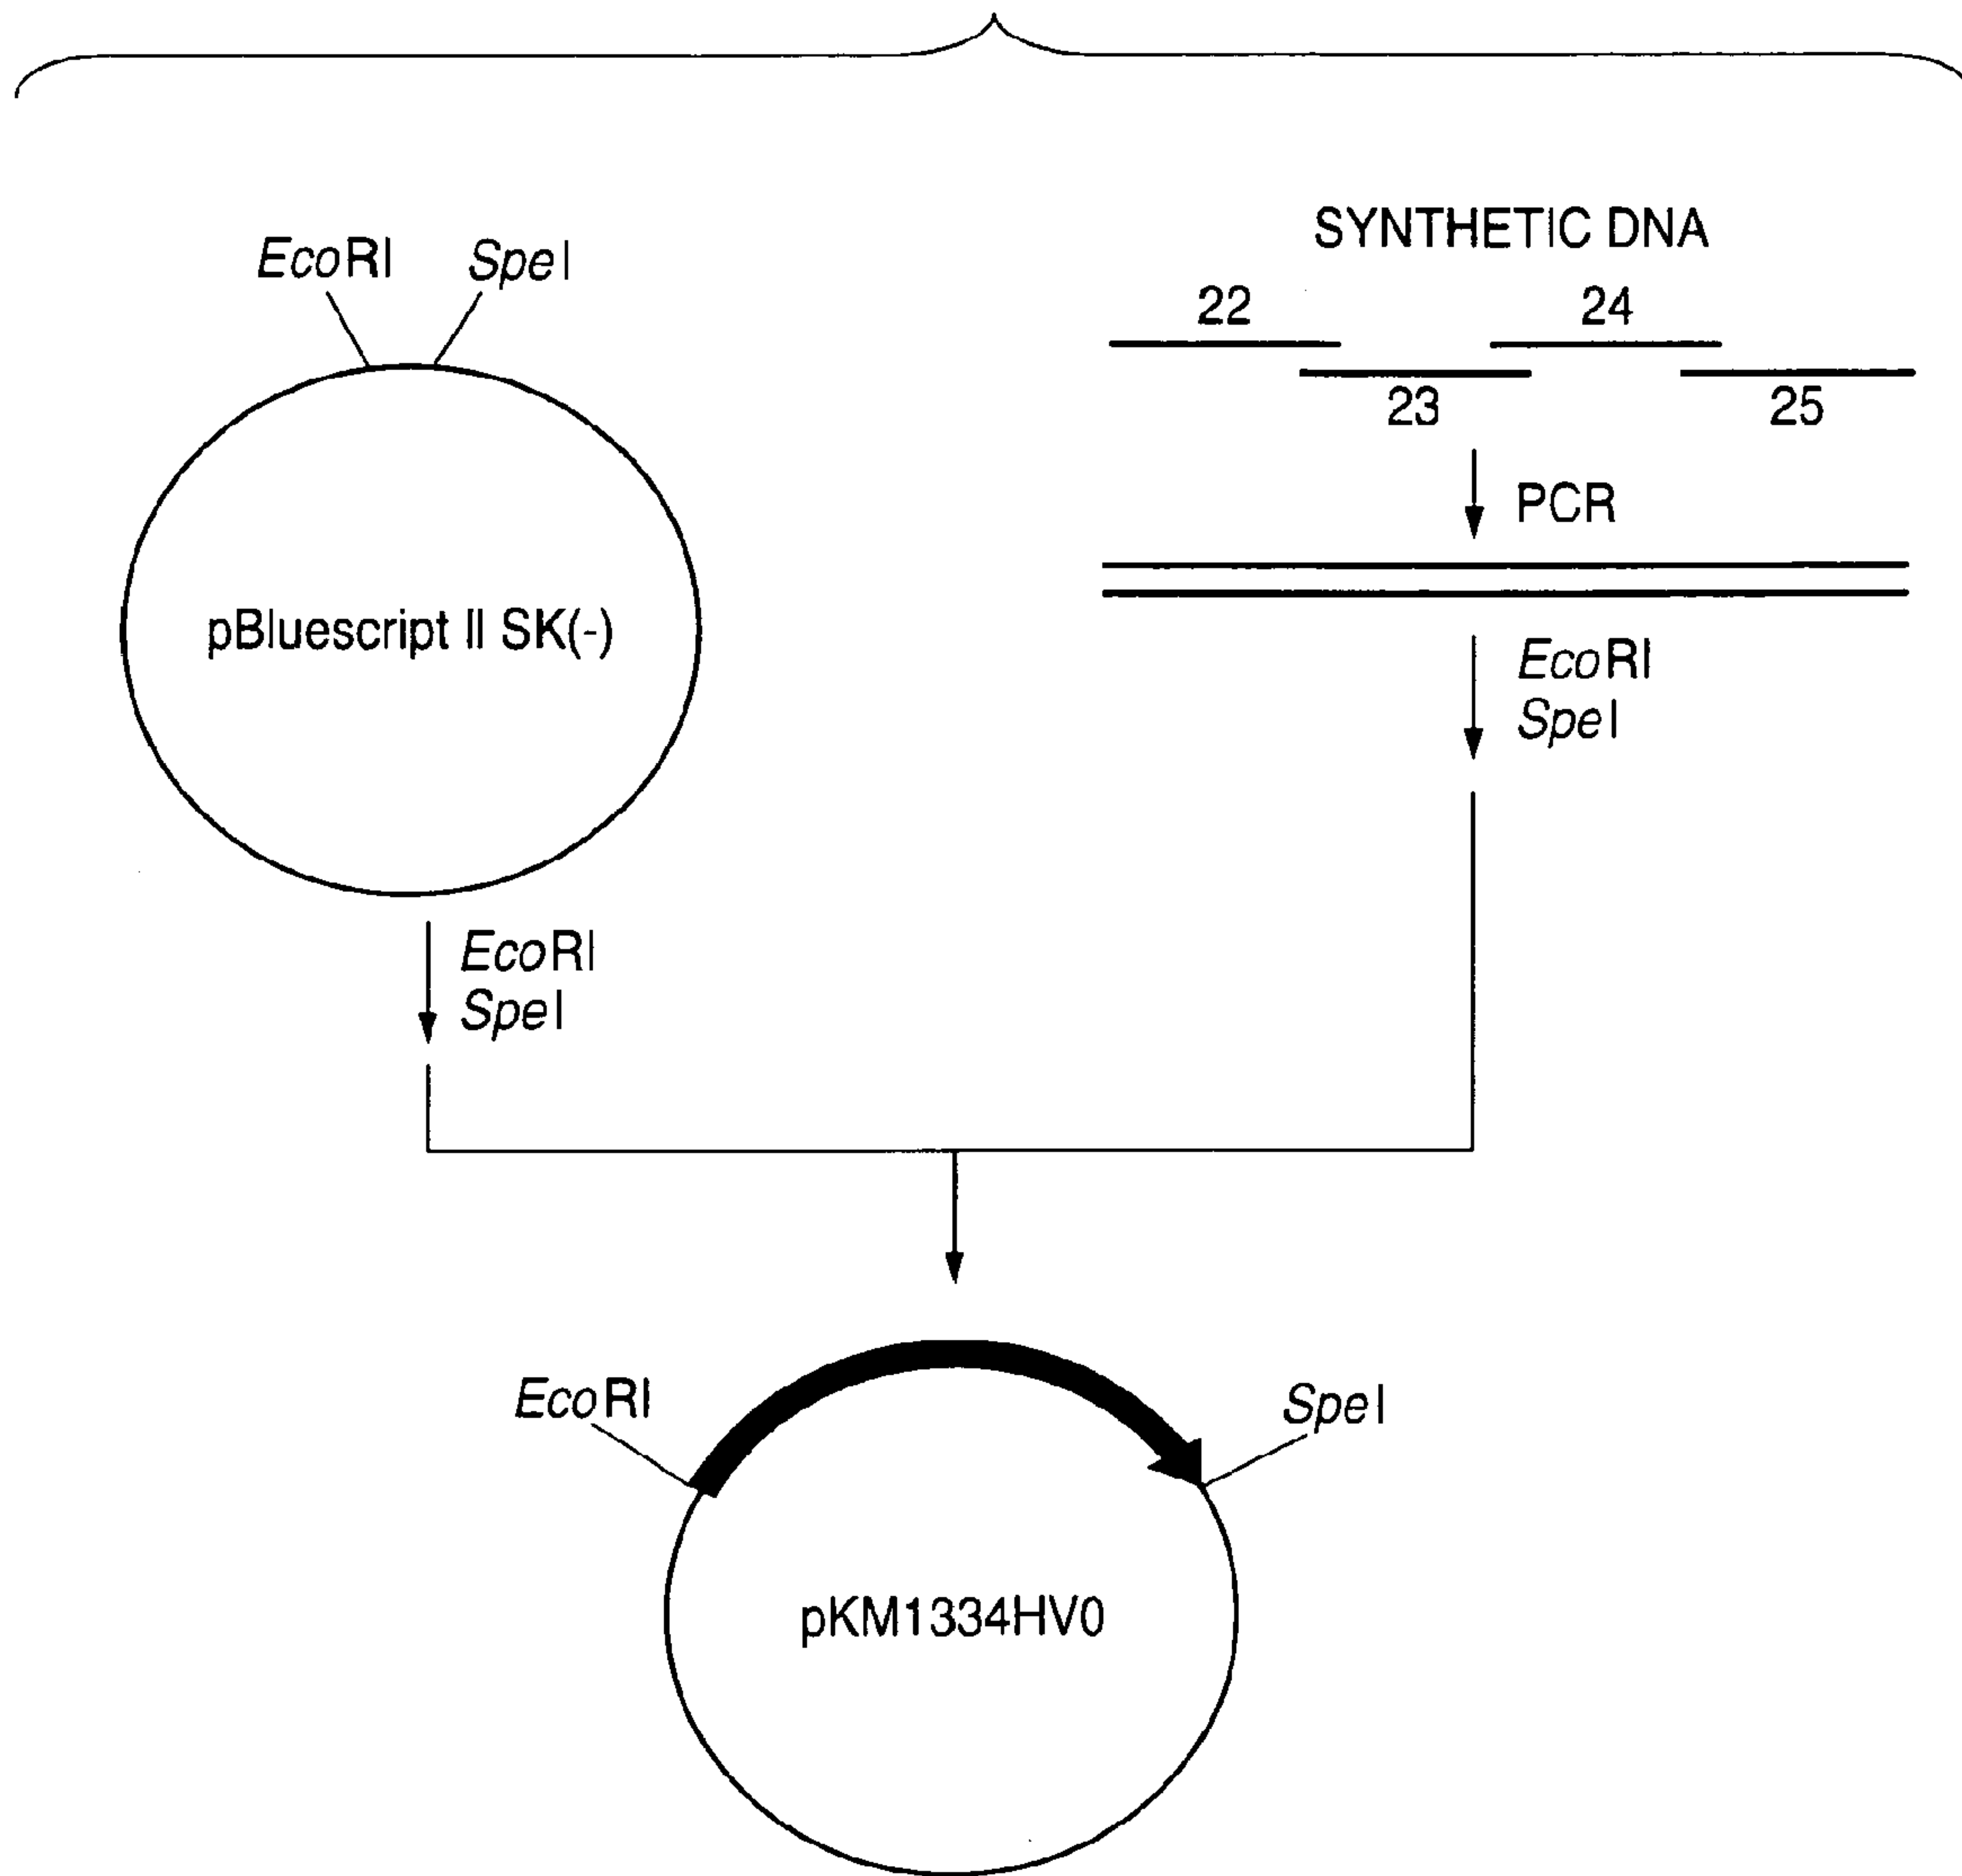 EcoRI SpeI
pBluescript II SK(-)
EcoRI
SpeI
SYNTHETIC DNA
22 24
23 25
PCR
EcoRI
SpeI
EcoRI SpeI
pKM1334HV0